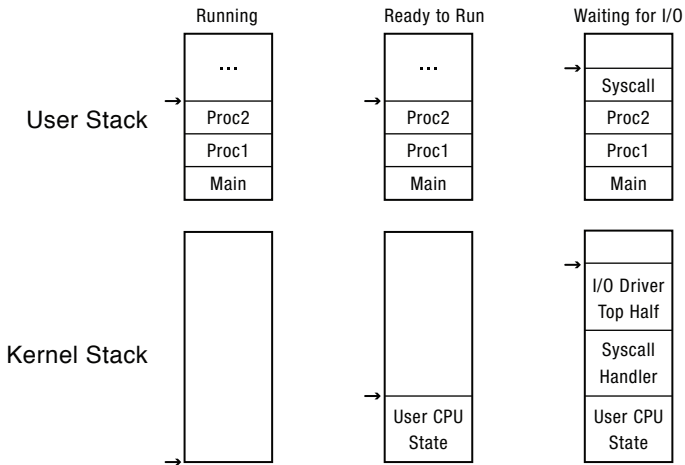 Running
Ready to Run
Waiting for I/O
User Stack
...
Proc2
Proc1
Main
...
Proc2
Proc1
Main
Syscall
Proc2
Proc1
Main
Kernel Stack
User CPU
State
I/O Driver
Top Half
Syscall
Handler
User CPU
State